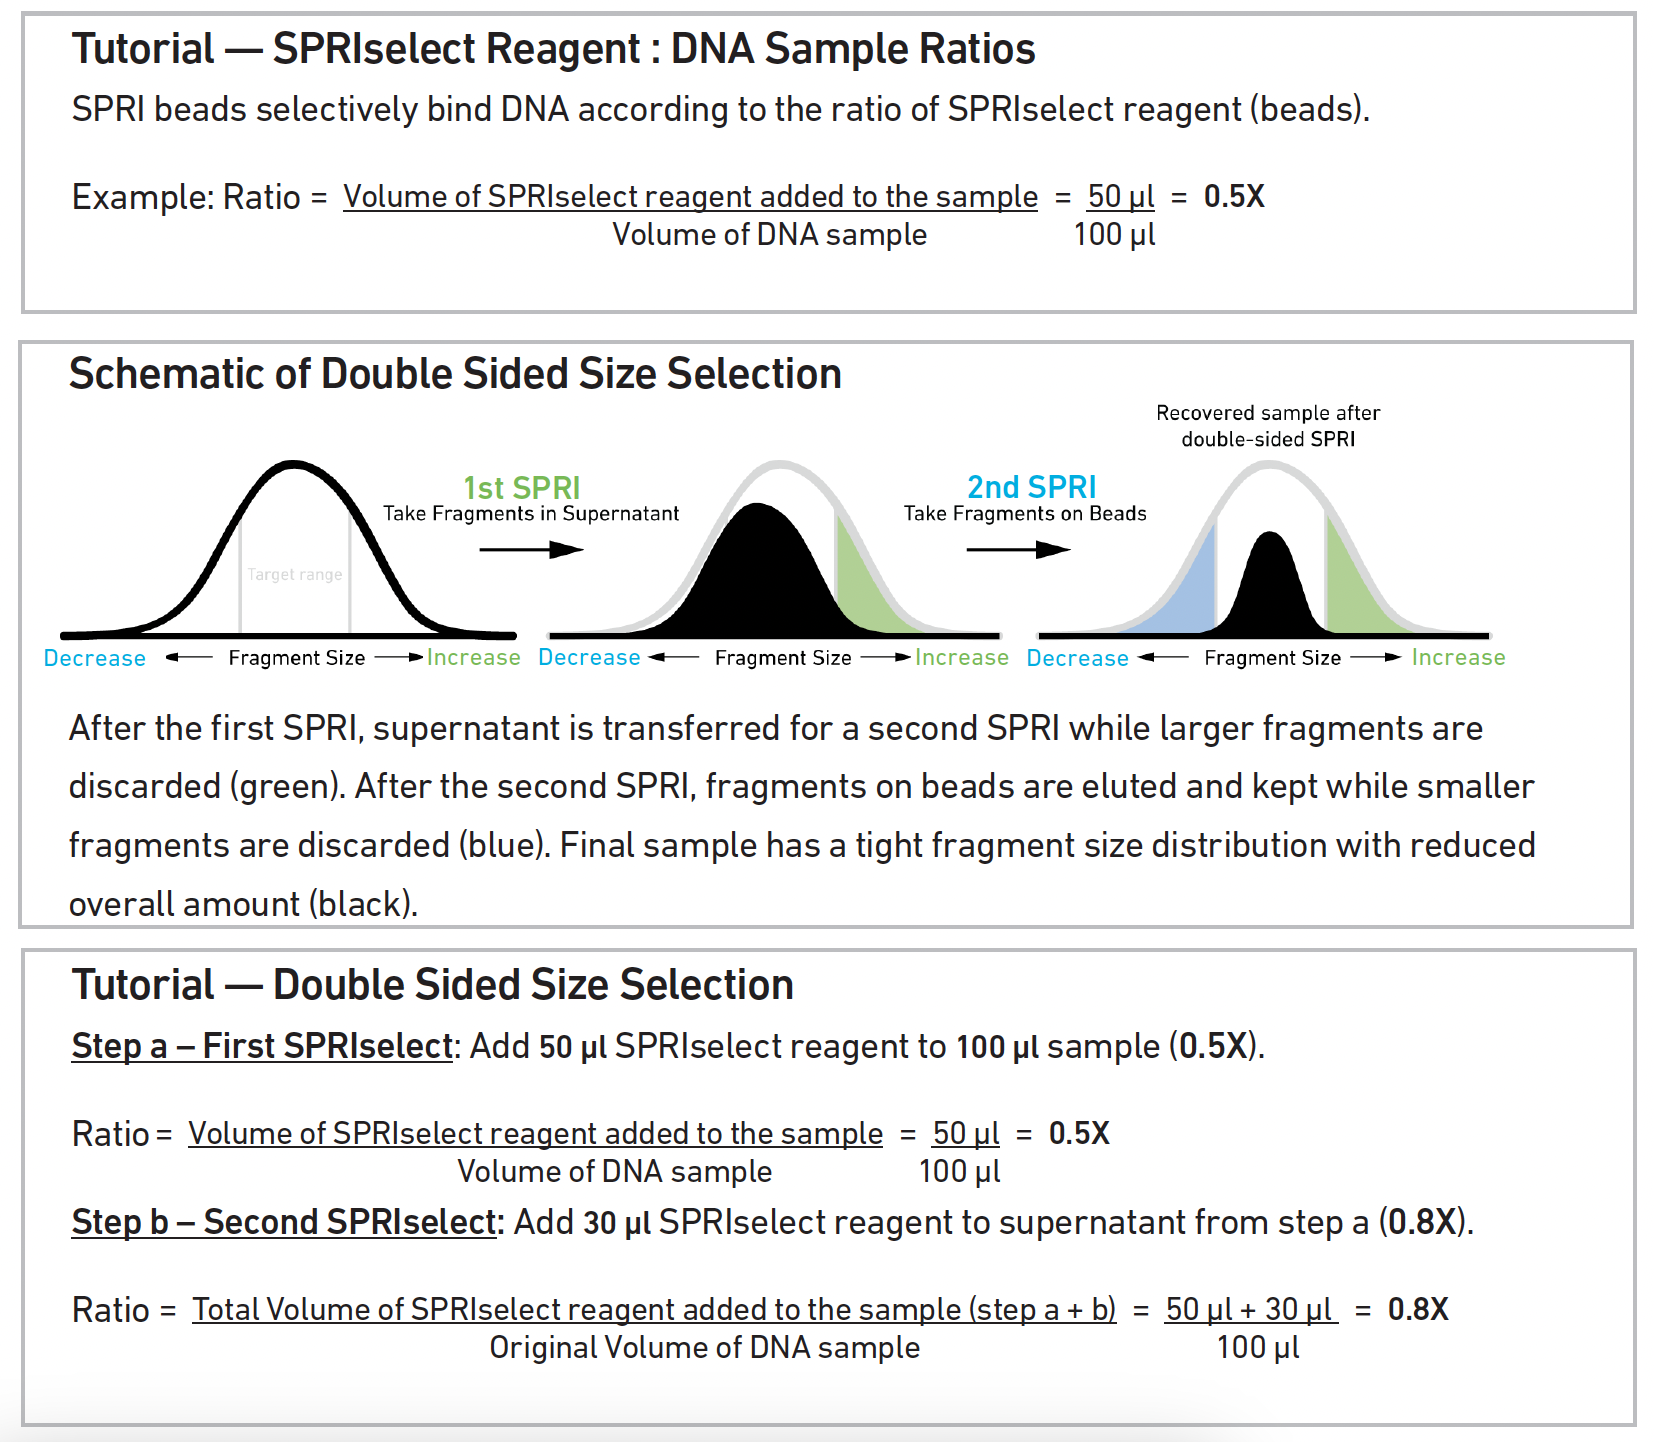 Tutorial — SPRIselect Reagent : DNA Sample Ratios
SPRI beads selectively bind DNA according to the ratio of SPRIselect reagent (beads).
Example: Ratio = Volume of SPRIselect reagent added to the sample = 50 µl = 0.5X
Volume of DNA sample 100 µl
Schematic of Double Sided Size Selection
Recovered sample after
double-sided SPRI
1st SPRI
Take Fragments in Supernatant
2nd SPRI
Take Fragments on Beads
Target range
Decrease Fragment Size Increase
Decrease Fragment Size Increase
Decrease Fragment Size Increase
After the first SPRI, supernatant is transferred for a second SPRI while larger fragments are
discarded (green). After the second SPRI, fragments on beads are eluted and kept while smaller
fragments are discarded (blue). Final sample has a tight fragment size distribution with reduced
overall amount (black).
Tutorial — Double Sided Size Selection
Step a – First SPRIselect: Add 50 µl SPRIselect reagent to 100 µl sample (0.5X).
Ratio = Volume of SPRIselect reagent added to the sample = 50 µl = 0.5X
Volume of DNA sample 100 µl
Step b – Second SPRIselect: Add 30 µl SPRIselect reagent to supernatant from step a (0.8X).
Ratio = Total Volume of SPRIselect reagent added to the sample (step a + b) = 50 µl + 30 µl = 0.8X
Original Volume of DNA sample 100 µl